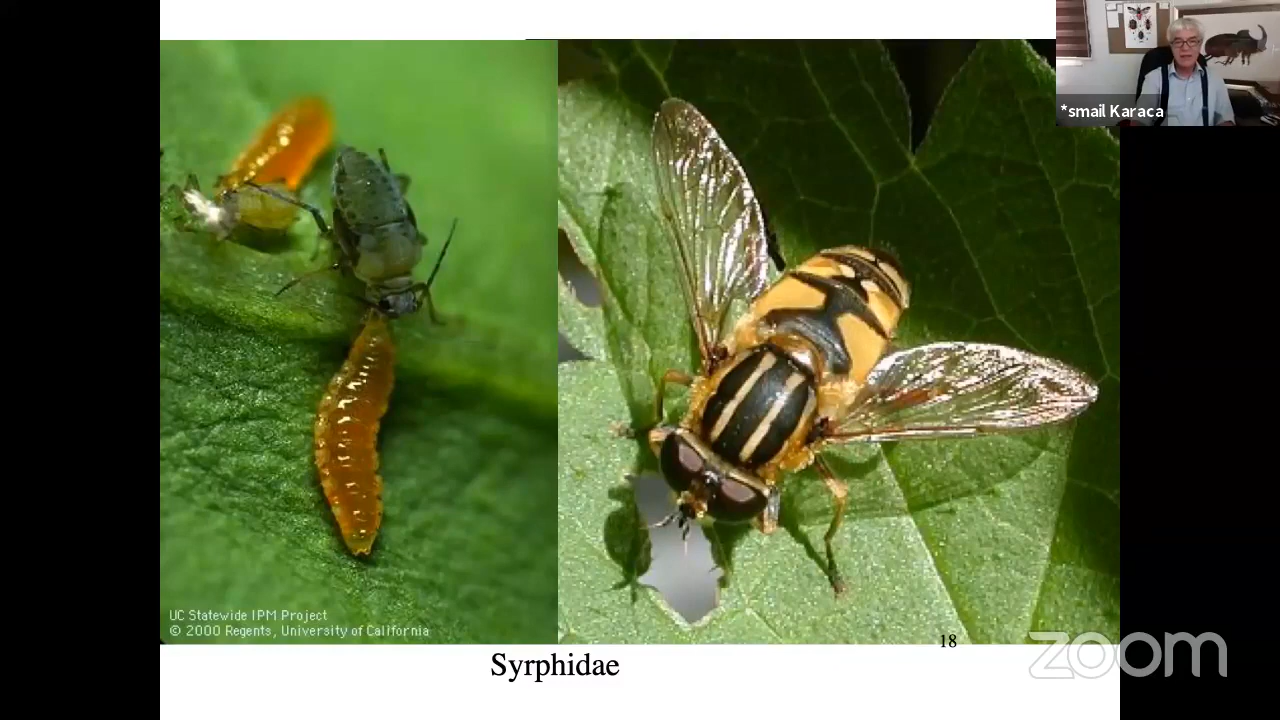 *smail Karaca
UC Statewide IPM Project
© 2000 Regents, University of California
18
Syrphidae
zoom